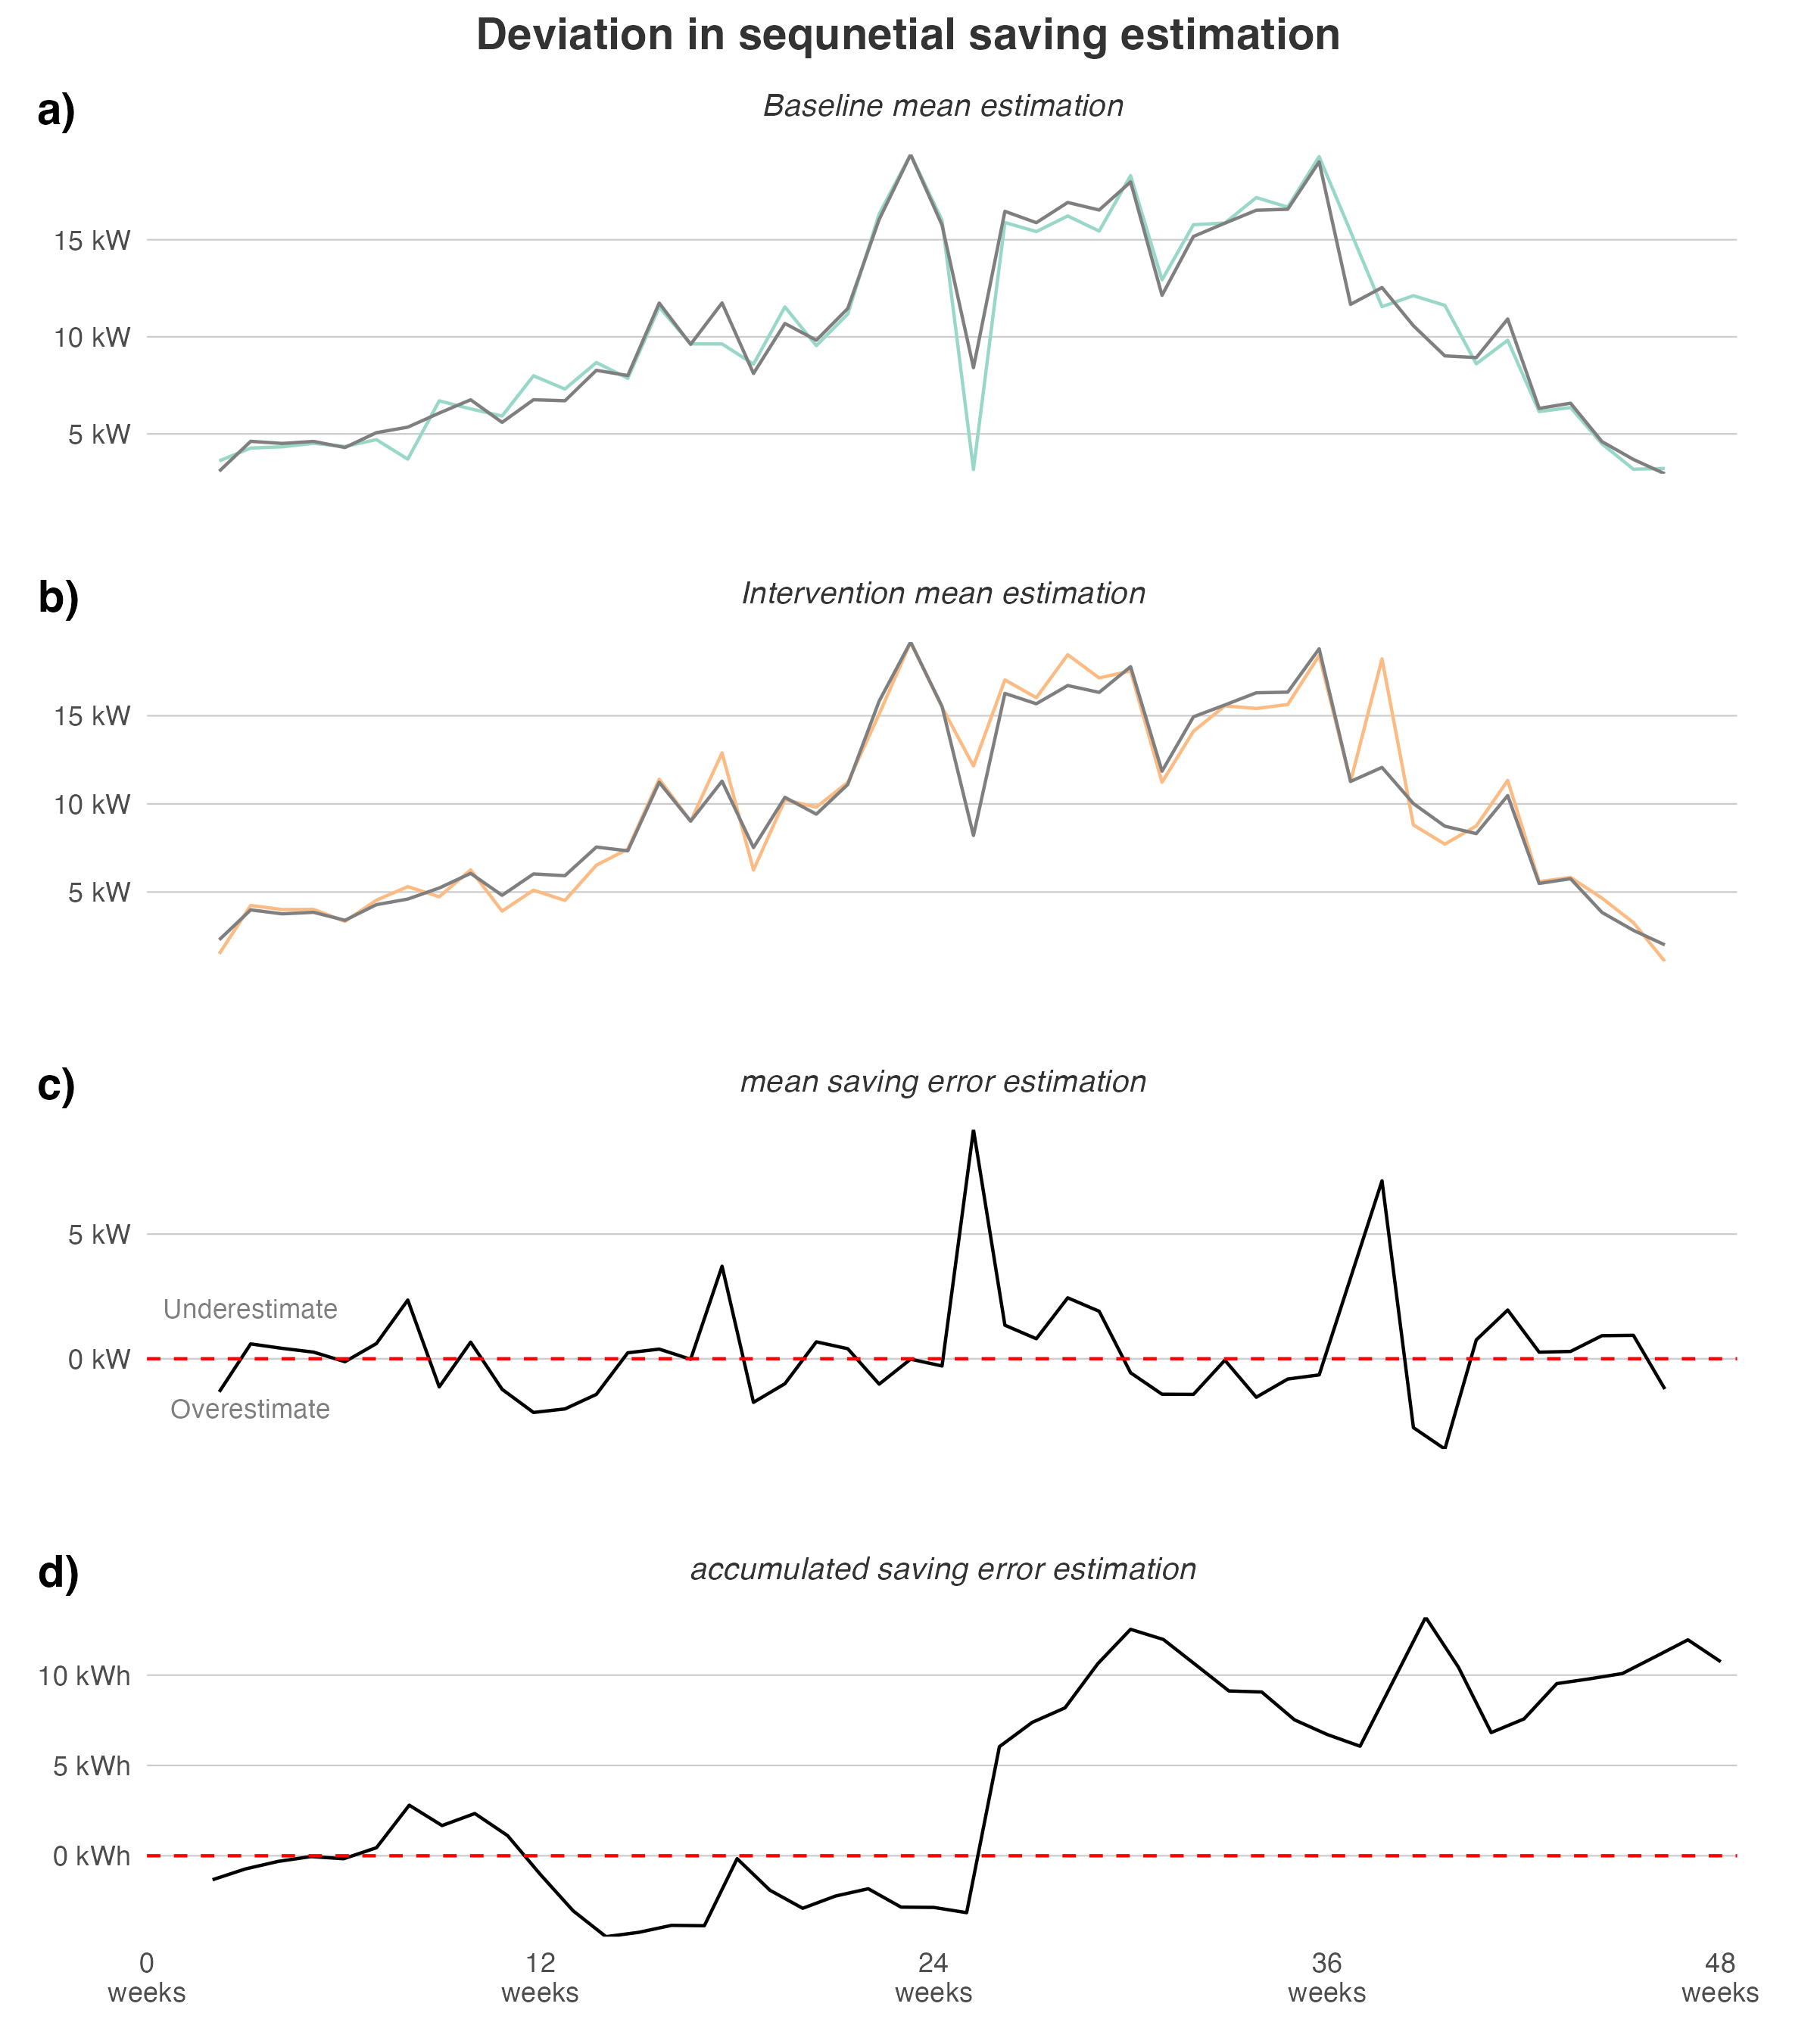 Deviation in sequnetial saving estimation
a)
Baseline mean estimation
15 kW
10 kW
5 kW
b)
Intervention mean estimation
15 kW
10 kW
5 kW
c)
mean saving error estimation
5 kW
Underestimate
0 kW
Overestimate
d)
accumulated saving error estimation
10 kWh
5 kWh
0 kWh
0 12 24 36 48
weeks weeks weeks weeks weeks